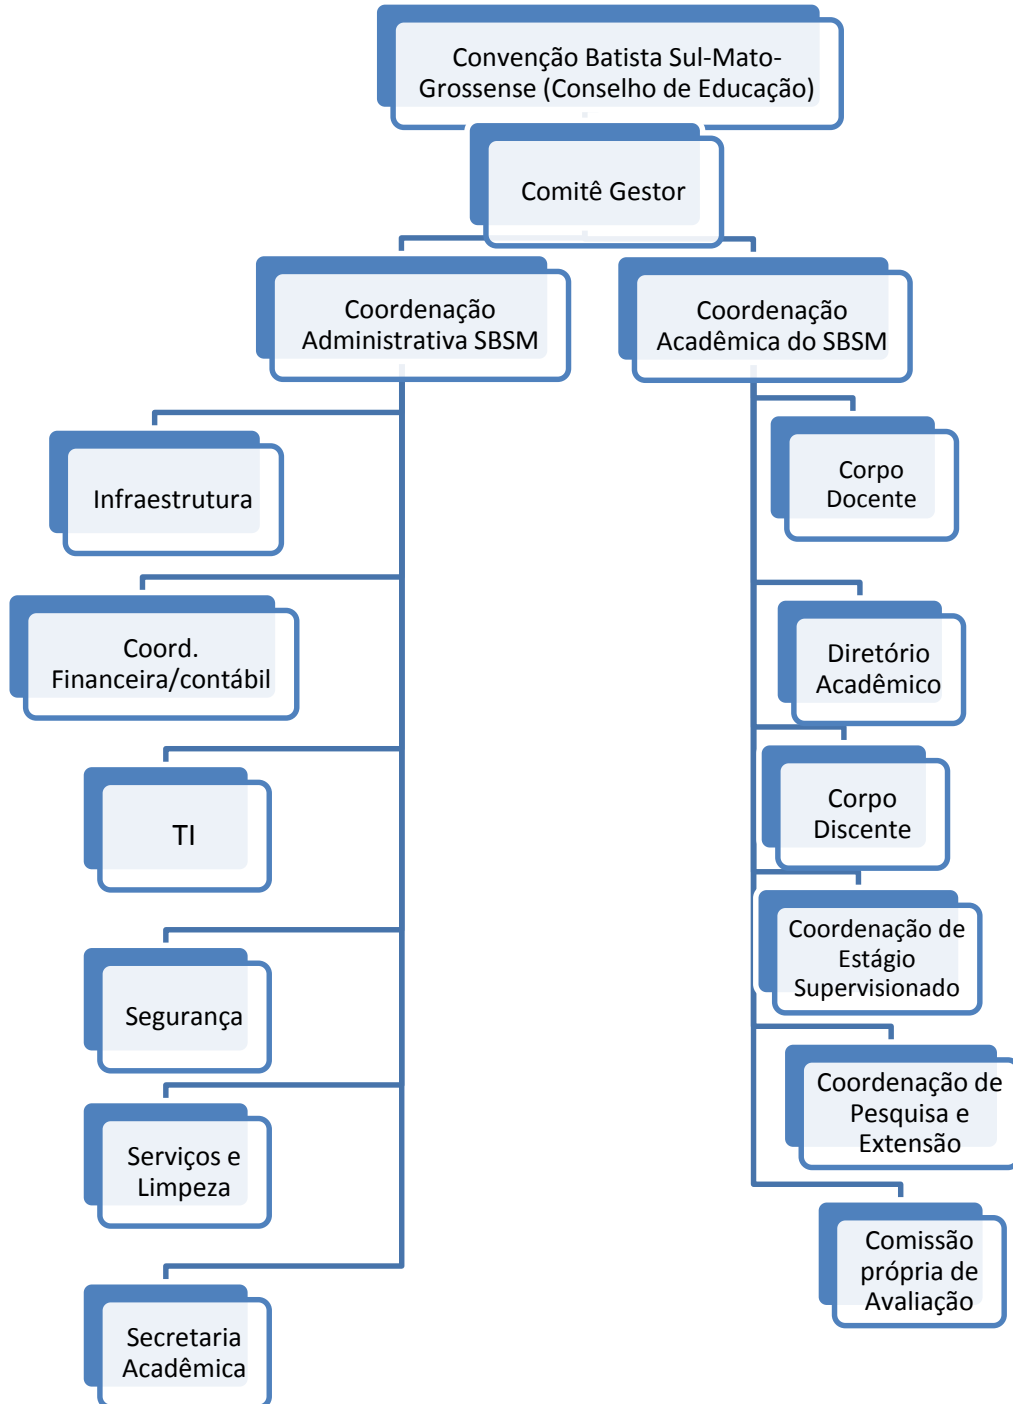 Convenção Batista Sul-Mato-
Grossense (Conselho de Educação)
Comitê Gestor
Coordenação
Administrativa SBSM
Coordenação
Acadêmica do SBSM
Infraestrutura
Coord.
Financeira/contábil
TI
Segurança
Serviços e
Limpeza
Secretaria
Acadêmica
Corpo
Docente
Diretório
Acadêmico
Corpo
Discente
Coordenação de
Estágio
Supervisionado
Coordenação de
Pesquisa e
Extensão
Comissão
própria de
Avaliação